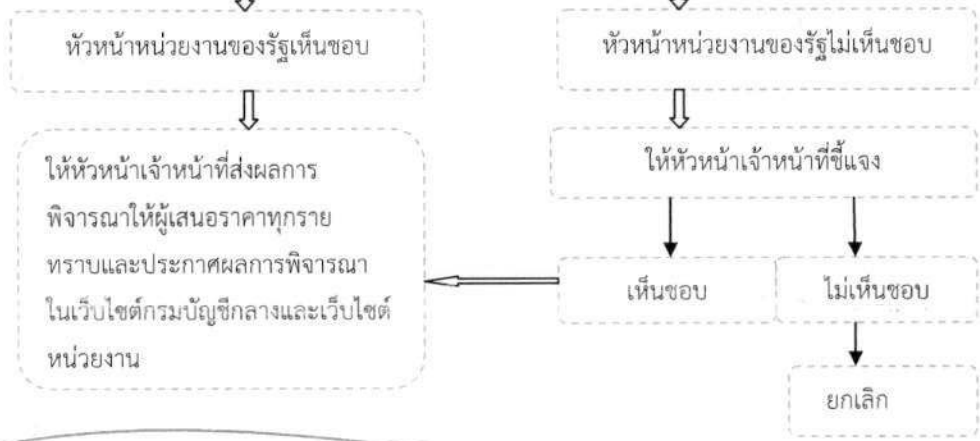 หัวหน้าหน่วยงานของรัฐเห็นชอบ
หัวหน้าหน่วยงานของรัฐไม่เห็นชอบ
ให้หัวหน้าเจ้าหน้าที่ส่งผลการ
พิจารณาให้ผู้เสนอราคาทุกราย
ทราบและประกาศผลการพิจารณา
ในเว็บไซต์กรมบัญชีกลางและเว็บไซต์
หน่วยงาน
ให้หัวหน้าเจ้าหน้าที่ชี้แจง
เห็นชอบ
ไม่เห็นชอบ
ยกเลิก